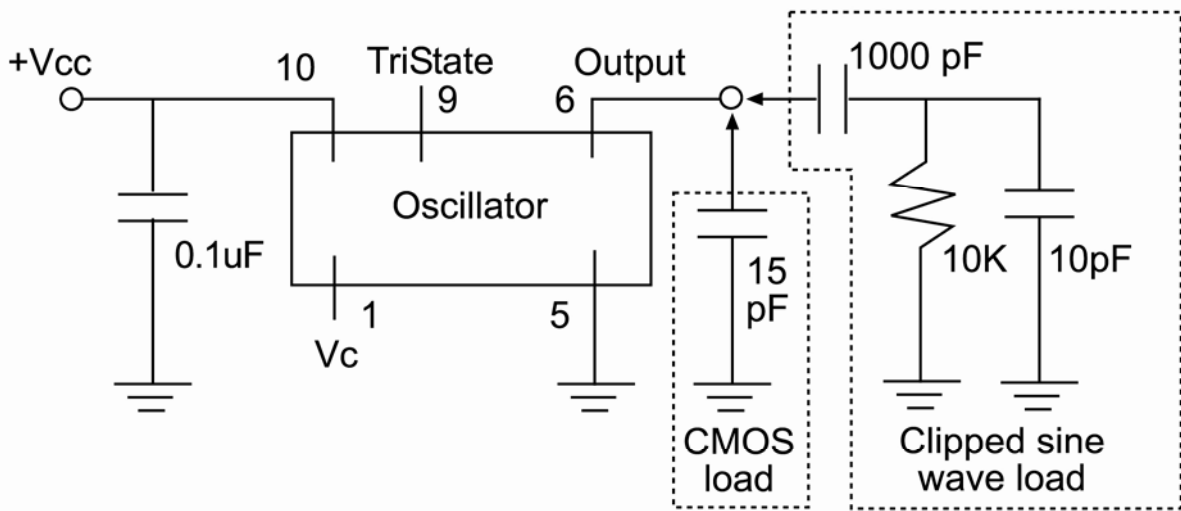 +Vcc
10
TriState
9
Output
6
1000 pF
Oscillator
0.1uF
1
Vc
5
15
pF
10K
10pF
CMOS
load
Clipped sine
wave load